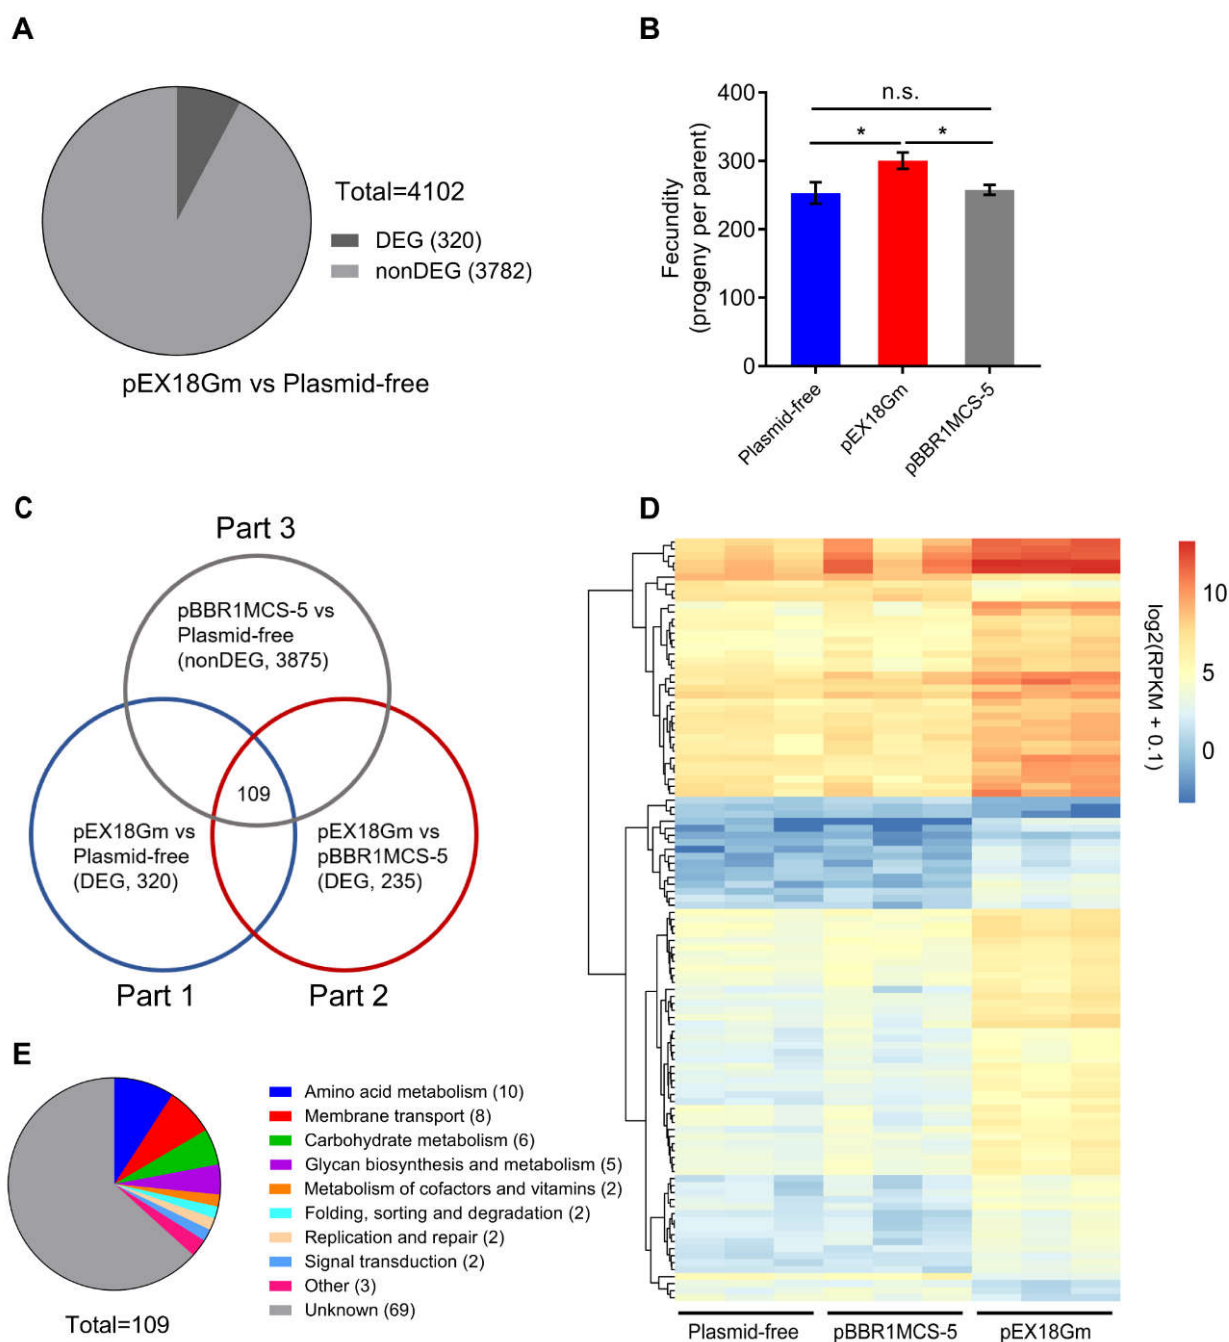 A
Total=4102
DEG (320)
nonDEG (3782)
pEX18Gm vs Plasmid-free
B
400
300
200
100
0
Fecundity
(progeny per parent)
n.s.
*
*
Plasmid-free
pEX18Gm
pBBR1MCS-5
C
Part 3
pBBR1MCS-5 vs
Plasmid-free
(nonDEG, 3875)
109
pEX18Gm vs
Plasmid-free
(DEG, 320)
pEX18Gm vs
pBBR1MCS-5
(DEG, 235)
Part 1
Part 2
D
10
5
0
log2(RPKM + 0.1)
Plasmid-free
pBBR1MCS-5
pEX18Gm
E
Amino acid metabolism (10)
Membrane transport (8)
Carbohydrate metabolism (6)
Glycan biosynthesis and metabolism (5)
Metabolism of cofactors and vitamins (2)
Folding, sorting and degradation (2)
Replication and repair (2)
Signal transduction (2)
Other (3)
Unknown (69)
Total=109